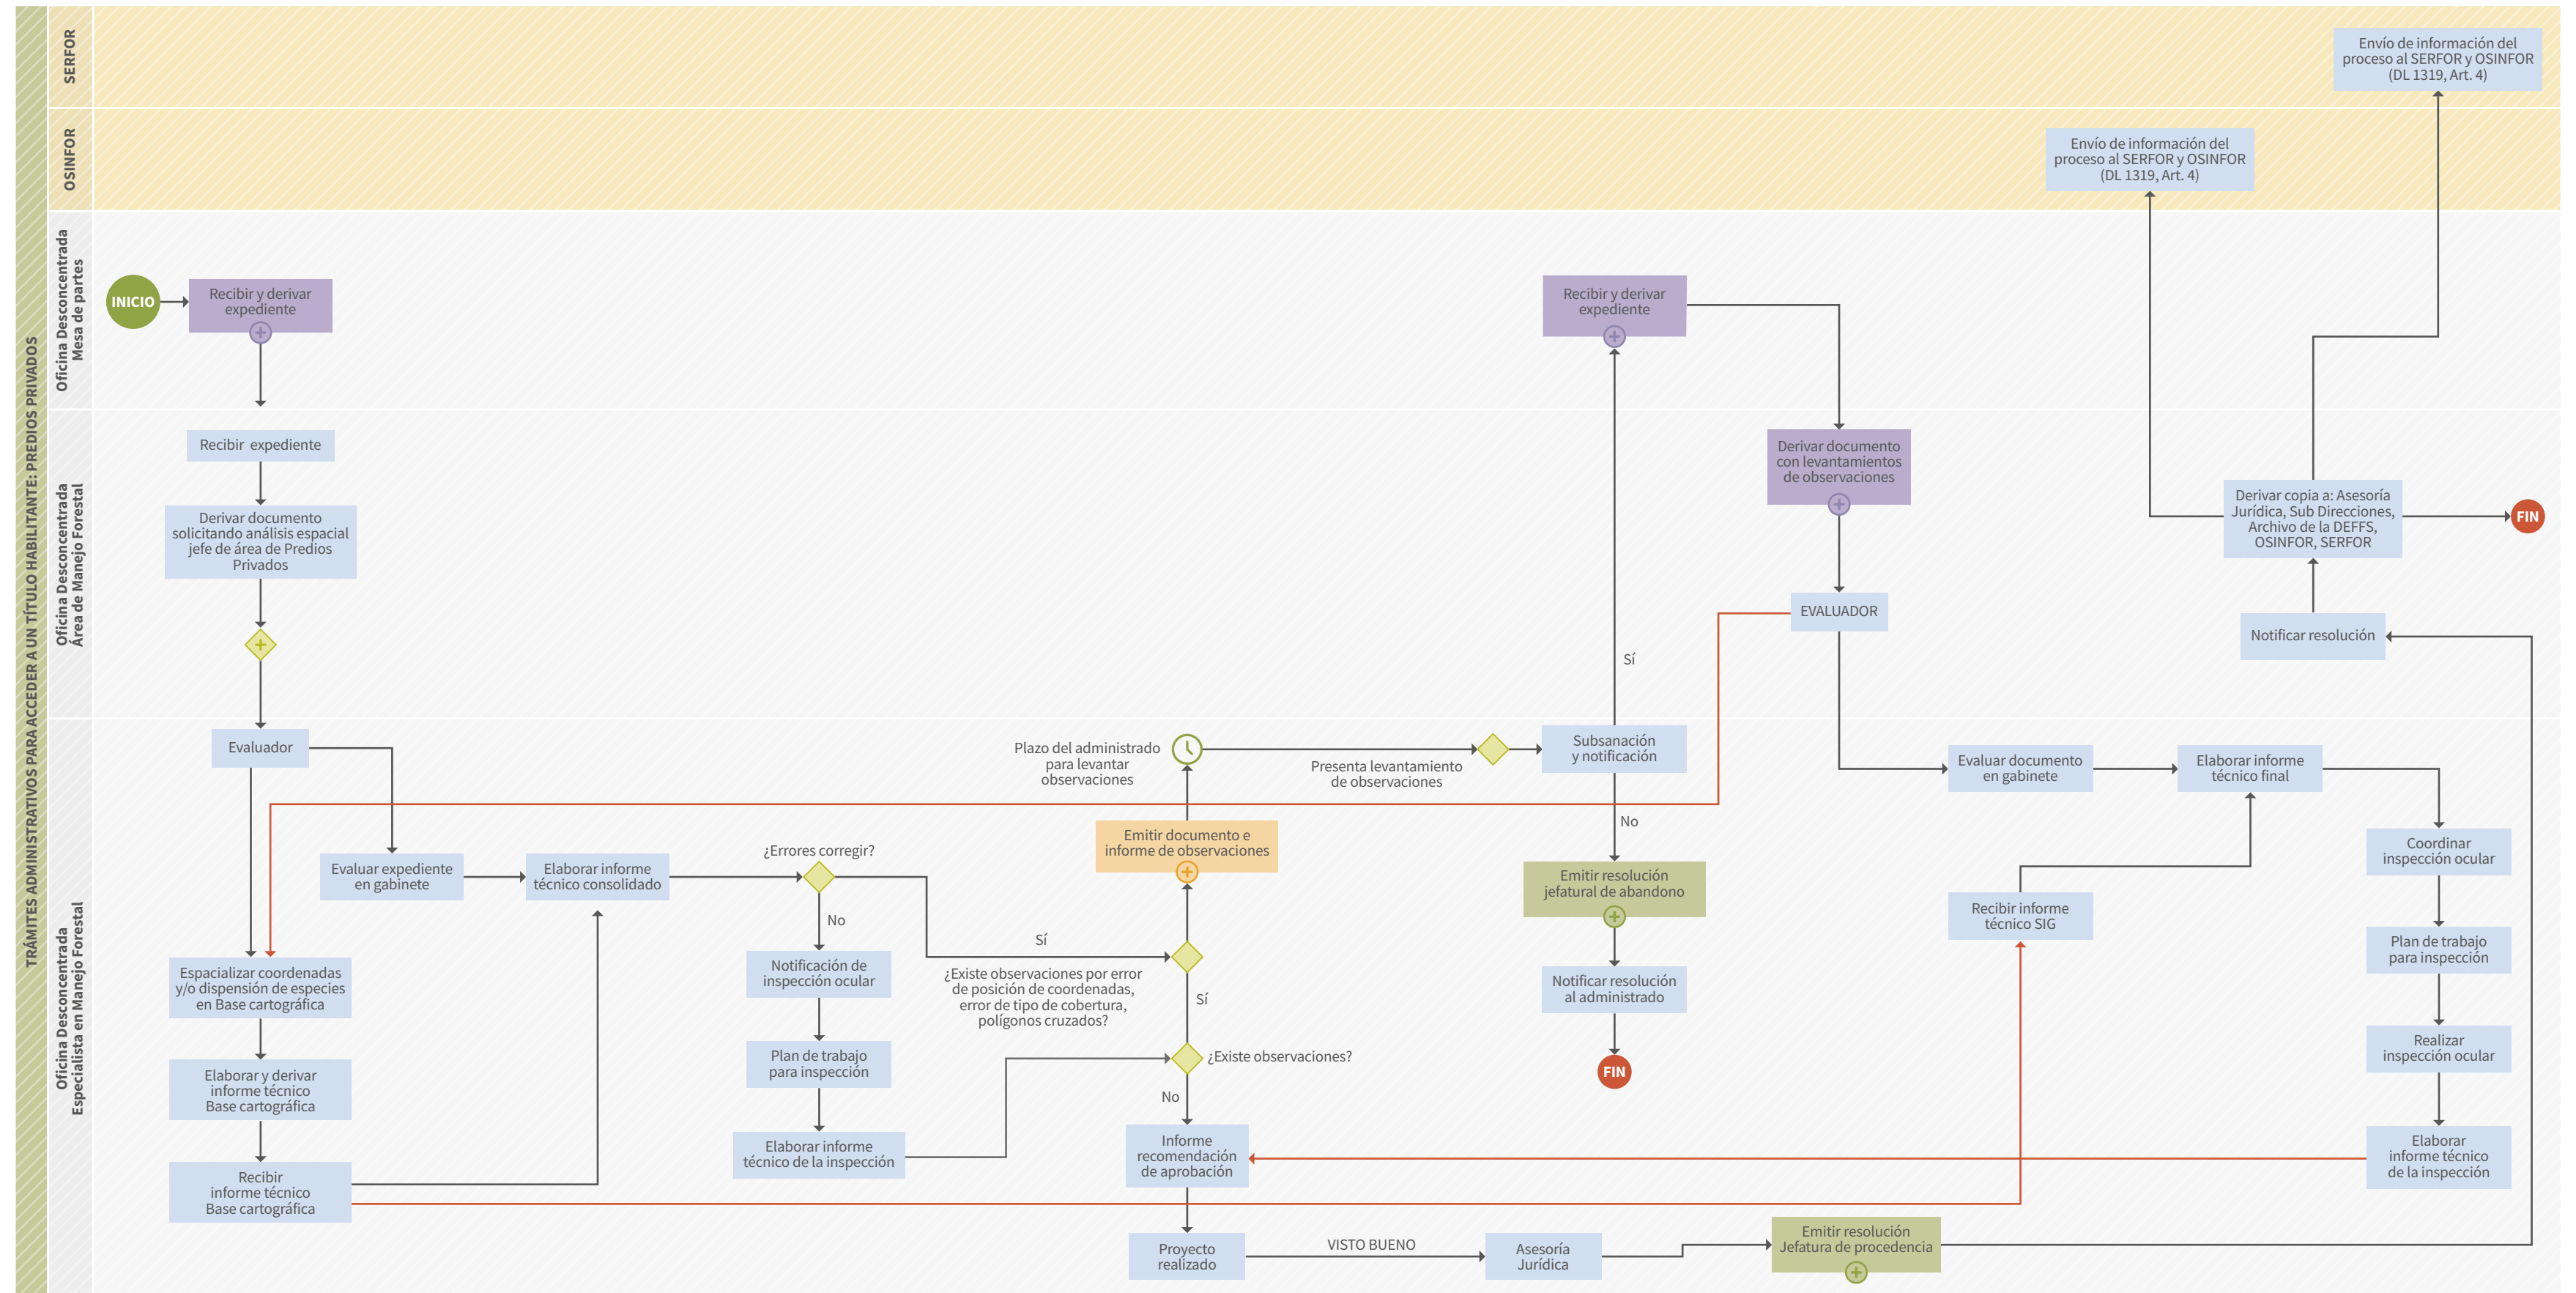 TRÁMITES ADMINISTRATIVOS PARA ACCEDER A UN TÍTULO HABILITANTE: PREDIOS PRIVADOS
SERFOR
Envío de información del
proceso al SERFOR y OSINFOR
(DL 1319, Art. 4)
OSINFOR
Envío de información del
proceso al SERFOR y OSINFOR
(DL 1319, Art. 4)
Oficina Desconcentrada
Mesa de partes
INICIO
Recibir y derivar
expediente
Recibir y derivar
expediente
Oficina Desconcentrada
Área de Manejo Forestal
Recibir expediente
Derivar documento
solicitando análisis espacial
jefe de área de Predios
Privados
Sí
Derivar documento
con levantamientos
de observaciones
EVALUADOR
Derivar copia a: Asesoría
Jurídica, Sub Direcciones,
Archivo de la DEFFS,
OSINFOR, SERFOR
FIN
Notificar resolución
Oficina Desconcentrada
Especialista en Manejo Forestal
Evaluador
Evaluar expediente
en gabinete
Elaborar informe
técnico consolidado
Espacializar coordenadas
y/o dispensión de especies
en Base cartográfica
Elaborar y derivar
informe técnico
Base cartográfica
Recibir
informe técnico
Base cartográfica
¿Errores corregir?
No
Notificación de
inspección ocular
Plan de trabajo
para inspección
Elaborar informe
técnico de la inspección
Sí
¿Existe observaciones por error
de posición de coordenadas,
error de tipo de cobertura,
polígonos cruzados?
Plazo del administrado
para levantar
observaciones
Emitir documento e
informe de observaciones
Sí
¿Existe observaciones?
No
Informe
recomendación
de aprobación
Proyecto
realizado
VISTO BUENO
Asesoría
Jurídica
Emitir resolución
Jefatura de procedencia
Presenta levantamiento
de observaciones
Subsanación
y notificación
No
Emitir resolución
jefatural de abandono
Notificar resolución
al administrado
FIN
Evaluar documento
en gabinete
Elaborar informe
técnico final
Recibir informe
técnico SIG
Coordinar
inspección ocular
Plan de trabajo
para inspección
Realizar
inspección ocular
Elaborar
informe técnico
de la inspección